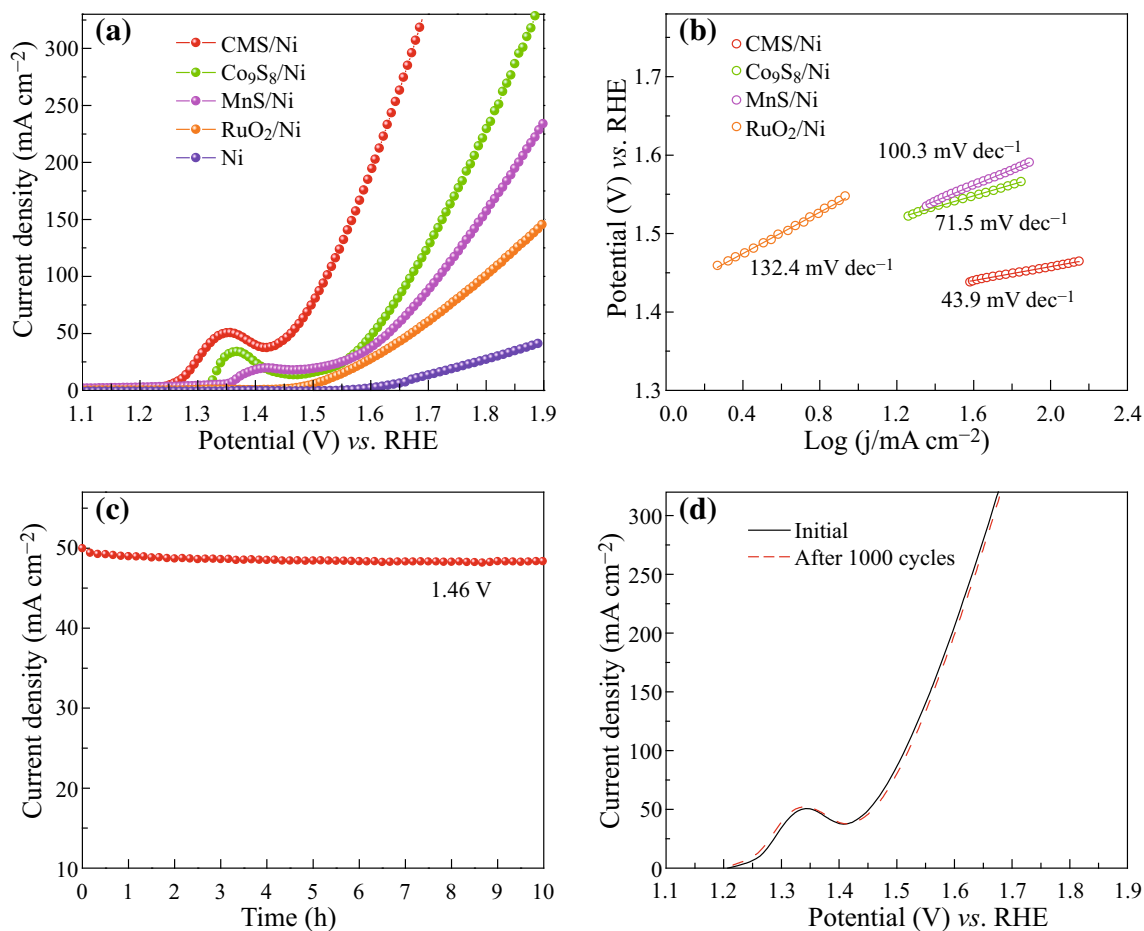 (a)
CMS/Ni
Co₉S₈/Ni
MnS/Ni
RuO₂/Ni
Ni
Current density (mA cm⁻²)
300
250
200
150
100
50
0
1.1 1.2 1.3 1.4 1.5 1.6 1.7 1.8 1.9
Potential (V) vs. RHE
(b)
CMS/Ni
Co₉S₈/Ni
MnS/Ni
RuO₂/Ni
100.3 mV dec⁻¹
71.5 mV dec⁻¹
132.4 mV dec⁻¹
43.9 mV dec⁻¹
Potential (V) vs. RHE
1.7
1.6
1.5
1.4
1.3
0.0 0.4 0.8 1.2 1.6 2.0 2.4
Log (j/mA cm⁻²)
(c)
1.46 V
Current density (mA cm⁻²)
50
40
30
20
10
0 1 2 3 4 5 6 7 8 9 10
Time (h)
(d)
Initial
After 1000 cycles
Current density (mA cm⁻²)
300
250
200
150
100
50
0
1.1 1.2 1.3 1.4 1.5 1.6 1.7 1.8 1.9
Potential (V) vs. RHE